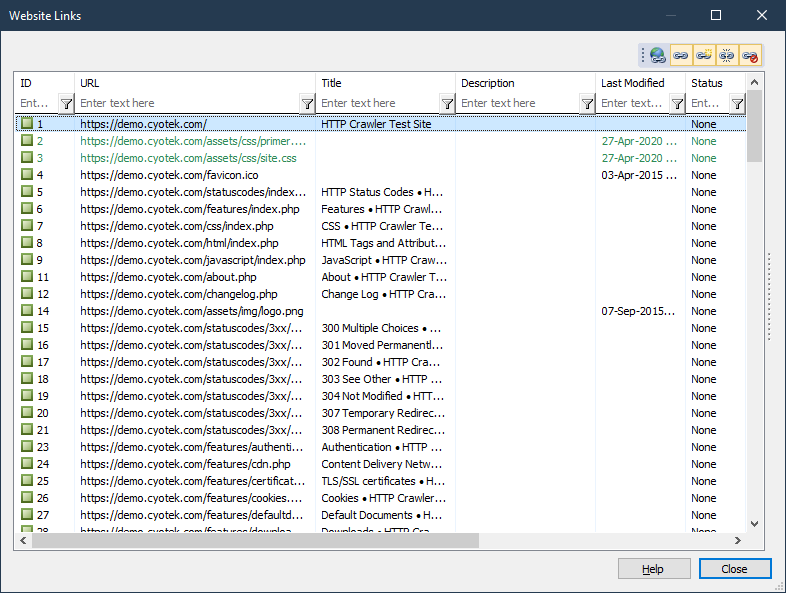 Website Links
ID URL Title Description Last Modified Status
Ent... Enter text here Enter text here Enter text here Enter text... Ent...
1 https://demo.cyotek.com/ HTTP Crawler Test Site None
2 https://demo.cyotek.com/assets/css/primer.... 27-Apr-2020 ... None
3 https://demo.cyotek.com/assets/css/site.css 27-Apr-2020 ... None
4 https://demo.cyotek.com/favicon.ico 03-Apr-2015 ... None
5 https://demo.cyotek.com/statuscodes/index... HTTP Status Codes • H... None
6 https://demo.cyotek.com/features/index.php Features • HTTP Crawl... None
7 https://demo.cyotek.com/css/index.php CSS • HTTP Crawler Te... None
8 https://demo.cyotek.com/html/index.php HTML Tags and Attribut... None
9 https://demo.cyotek.com/javascript/index.php JavaScript • HTTP Craw... None
11 https://demo.cyotek.com/about.php About • HTTP Crawler T... None
12 https://demo.cyotek.com/changelog.php Change Log • HTTP Cra... None
14 https://demo.cyotek.com/assets/img/logo.png 07-Sep-2015... None
15 https://demo.cyotek.com/statuscodes/3xx/... 300 Multiple Choices • ... None
16 https://demo.cyotek.com/statuscodes/3xx/... 301 Moved Permanentl... None
17 https://demo.cyotek.com/statuscodes/3xx/... 302 Found • HTTP Cra... None
18 https://demo.cyotek.com/statuscodes/3xx/... 303 See Other • HTTP ... None
19 https://demo.cyotek.com/statuscodes/3xx/... 304 Not Modified • HTT... None
20 https://demo.cyotek.com/statuscodes/3xx/... 307 Temporary Redirec... None
21 https://demo.cyotek.com/statuscodes/3xx/... 308 Permanent Redirec... None
23 https://demo.cyotek.com/features/authenti... Authentication • HTTP ... None
24 https://demo.cyotek.com/features/cdn.php Content Delivery Netw... None
25 https://demo.cyotek.com/features/certificat... TLS/SSL certificates • H... None
26 https://demo.cyotek.com/features/cookies.... Cookies • HTTP Crawler... None
27 https://demo.cyotek.com/features/defaultd... Default Documents • H... None
28 https://demo.cyotek.com/features/downloa... Downloads • HTTP Cra... None
Help Close